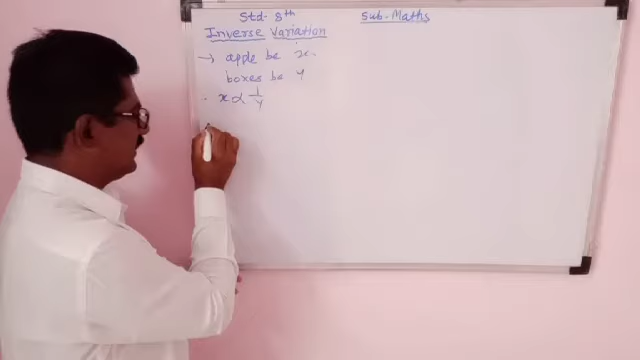 Std- 8th Sub- Maths
Inverse Variation
→ apple be x.
boxes be y
∴ x ∝ 1/y